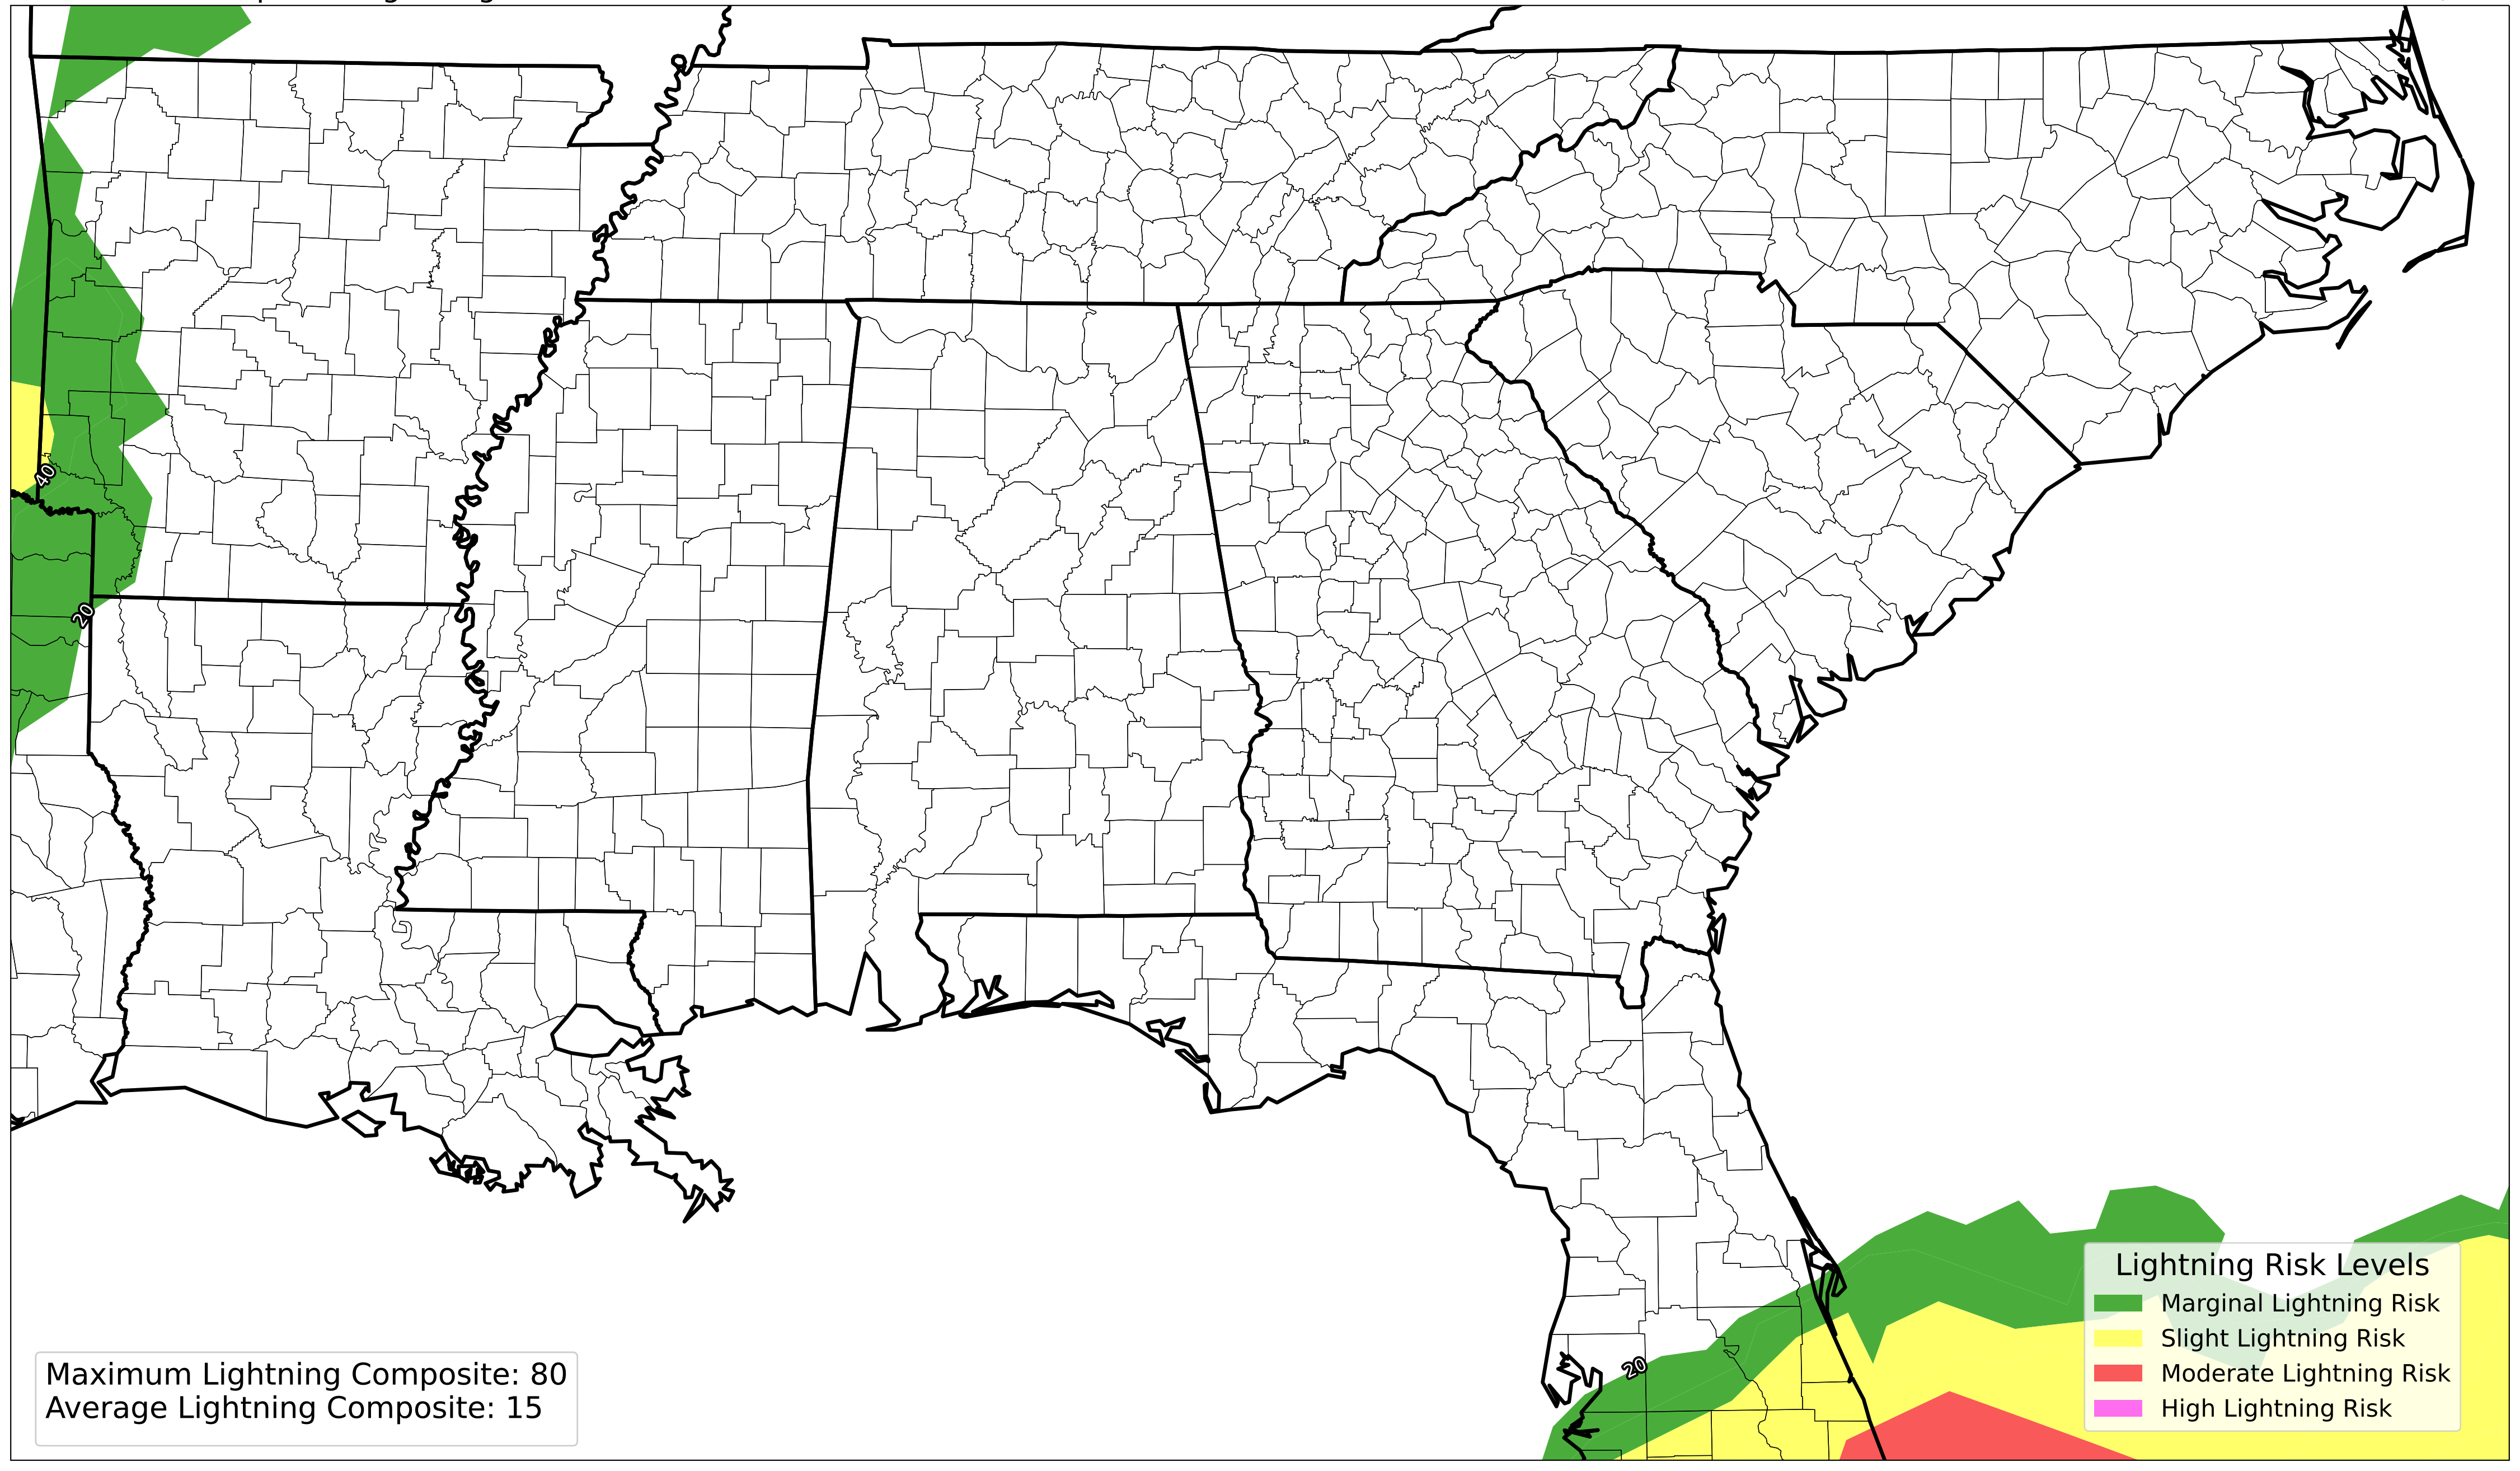 40
20
20
Lightning Risk Levels
Marginal Lightning Risk
Slight Lightning Risk
Moderate Lightning Risk
High Lightning Risk
Maximum Lightning Composite: 80
Average Lightning Composite: 15